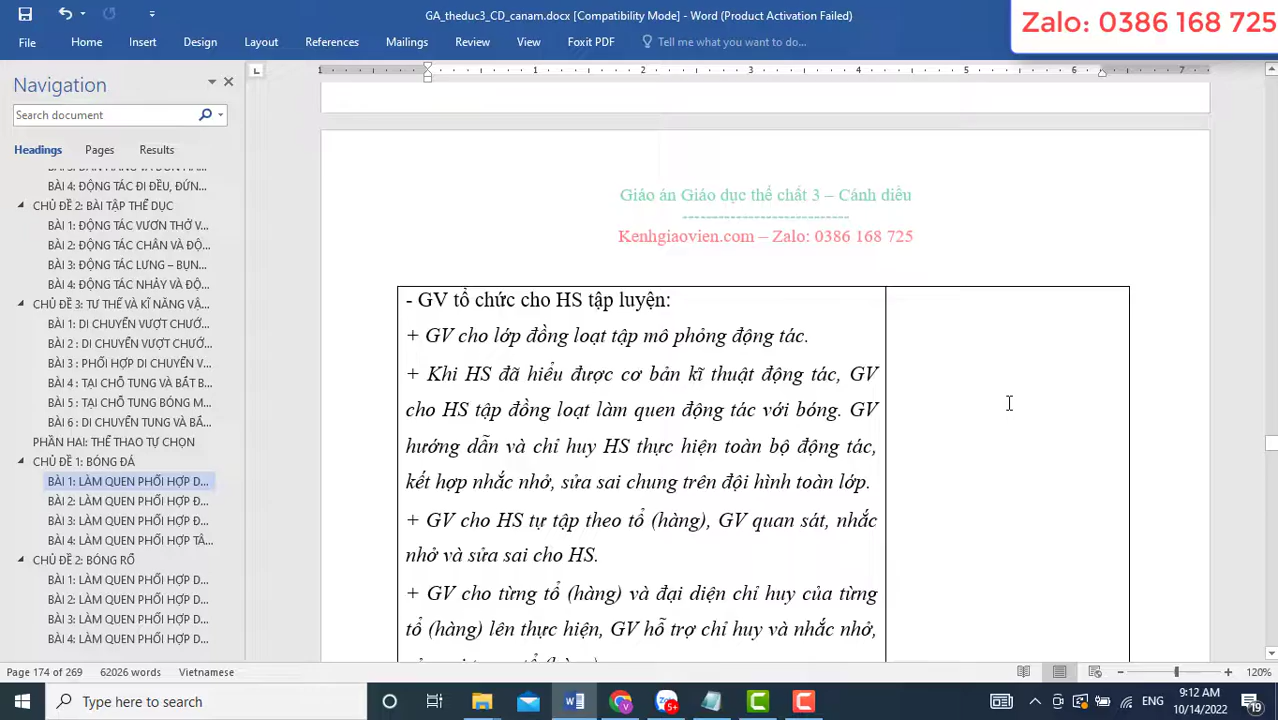 GA_theduc3_CD_canam.docx [Compatibility Mode] - Word (Product Activation Failed)
Zalo: 0386 168 725
File Home Insert Design Layout References Mailings Review View Foxit PDF Tell me what you want to do...
Navigation
Search document
Headings Pages Results
BÀI 4: ĐỘNG TÁC ĐI ĐỀU, ĐỨN...
CHỦ ĐỀ 2: BÀI TẬP THỂ DỤC
BÀI 1: ĐỘNG TÁC VƯƠN THỞ V...
BÀI 2: ĐỘNG TÁC CHÂN VÀ ĐỘ...
BÀI 3: ĐỘNG TÁC LƯNG – BỤN...
BÀI 4: ĐỘNG TÁC NHẢY VÀ ĐỘ...
CHỦ ĐỀ 3: TƯ THẾ VÀ KĨ NĂNG VẬ...
BÀI 1: DI CHUYỂN VƯỢT CHƯỚ...
BÀI 2 : DI CHUYỂN VƯỢT CHƯỚ...
BÀI 3 : PHỐI HỢP DI CHUYỂN V...
BÀI 4 : TẠI CHỖ TUNG VÀ BẮT B...
BÀI 5 : TẠI CHỖ TUNG BÓNG M...
BÀI 6 : DI CHUYỂN TUNG VÀ BẮ...
PHẦN HAI: THỂ THAO TỰ CHỌN
CHỦ ĐỀ 1: BÓNG ĐÁ
BÀI 1: LÀM QUEN PHỐI HỢP D...
BÀI 2: LÀM QUEN PHỐI HỢP Đ...
BÀI 3: LÀM QUEN PHỐI HỢP Đ...
BÀI 4: LÀM QUEN PHỐI HỢP TÂ...
CHỦ ĐỀ 2: BÓNG RỔ
BÀI 1: LÀM QUEN PHỐI HỢP D...
BÀI 2: LÀM QUEN PHỐI HỢP D...
BÀI 3: LÀM QUEN PHỐI HỢP D...
BÀI 4: LÀM QUEN PHỐI HỢP D...
1 1 2 3 4 5 6 7
Giáo án Giáo dục thể chất 3 – Cánh diều
----------------------------
Kenhgiaovien.com – Zalo: 0386 168 725
- GV tổ chức cho HS tập luyện:
+ GV cho lớp đồng loạt tập mô phỏng động tác.
+ Khi HS đã hiểu được cơ bản kĩ thuật động tác, GV
cho HS tập đồng loạt làm quen động tác với bóng. GV
hướng dẫn và chỉ huy HS thực hiện toàn bộ động tác,
kết hợp nhắc nhở, sửa sai chung trên đội hình toàn lớp.
+ GV cho HS tự tập theo tổ (hàng), GV quan sát, nhắc
nhở và sửa sai cho HS.
+ GV cho từng tổ (hàng) và đại diện chỉ huy của từng
tổ (hàng) lên thực hiện, GV hỗ trợ chỉ huy và nhắc nhở,
Page 174 of 269 62026 words Vietnamese
120%
Type here to search
5+
ENG
9:12 AM
10/14/2022
19